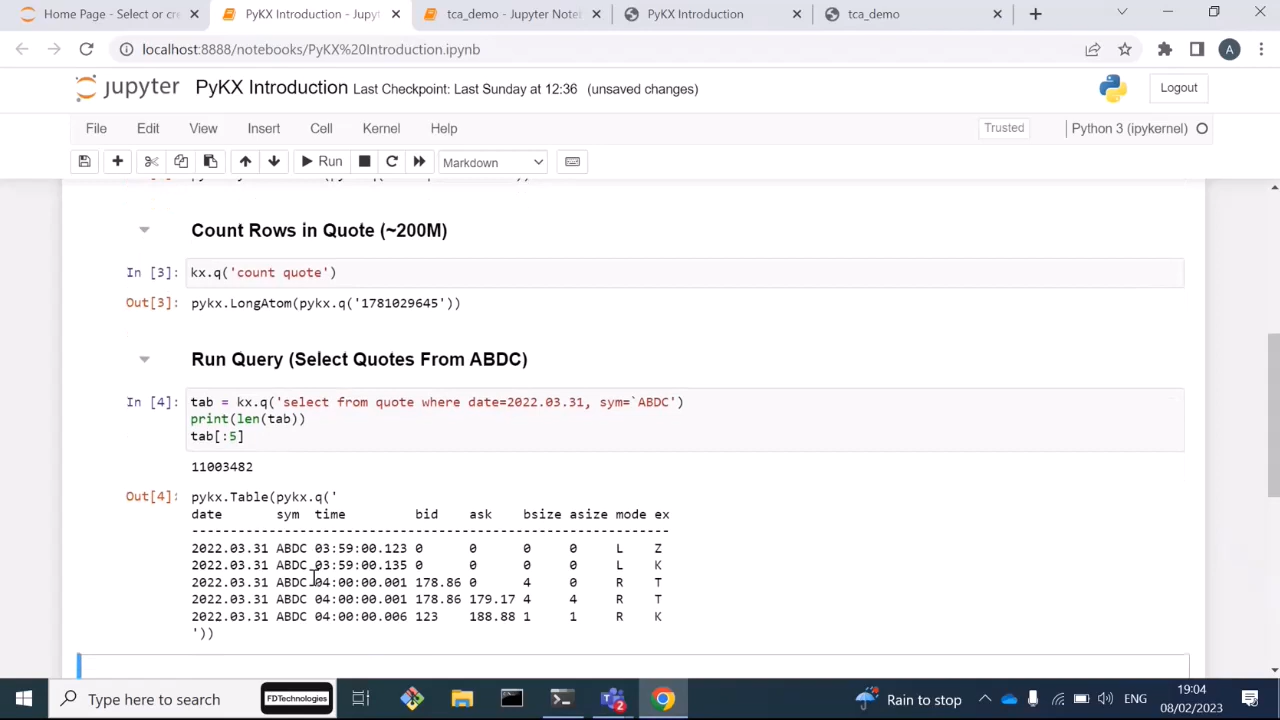 Home Page - Select or cre
PyKX Introduction - Jupyt
tca_demo - Jupyter Notel
PyKX Introduction
tca_demo
localhost:8888/notebooks/PyKX%20Introduction.ipynb
A
jupyter PyKX Introduction Last Checkpoint: Last Sunday at 12:36 (unsaved changes)
Logout
File Edit View Insert Cell Kernel Help
Trusted
Python 3 (ipykernel)
Run
Markdown
Count Rows in Quote (~200M)
In [3]: kx.q('count quote')
Out[3]: pykx.LongAtom(pykx.q('1781029645'))
Run Query (Select Quotes From ABDC)
In [4]: tab = kx.q('select from quote where date=2022.03.31, sym=`ABDC')
print(len(tab))
tab[:5]
11003482
Out[4]: pykx.Table(pykx.q('
date sym time bid ask bsize asize mode ex
--------------------------------------------------------------
2022.03.31 ABDC 03:59:00.123 0 0 0 0 L Z
2022.03.31 ABDC 03:59:00.135 0 0 0 0 L K
2022.03.31 ABDC 04:00:00.001 178.86 0 4 0 R T
2022.03.31 ABDC 04:00:00.001 178.86 179.17 4 4 R T
2022.03.31 ABDC 04:00:00.006 123 188.88 1 1 R K
'))
Type here to search
FDTechnologies
2
Rain to stop
ENG
19:04
08/02/2023